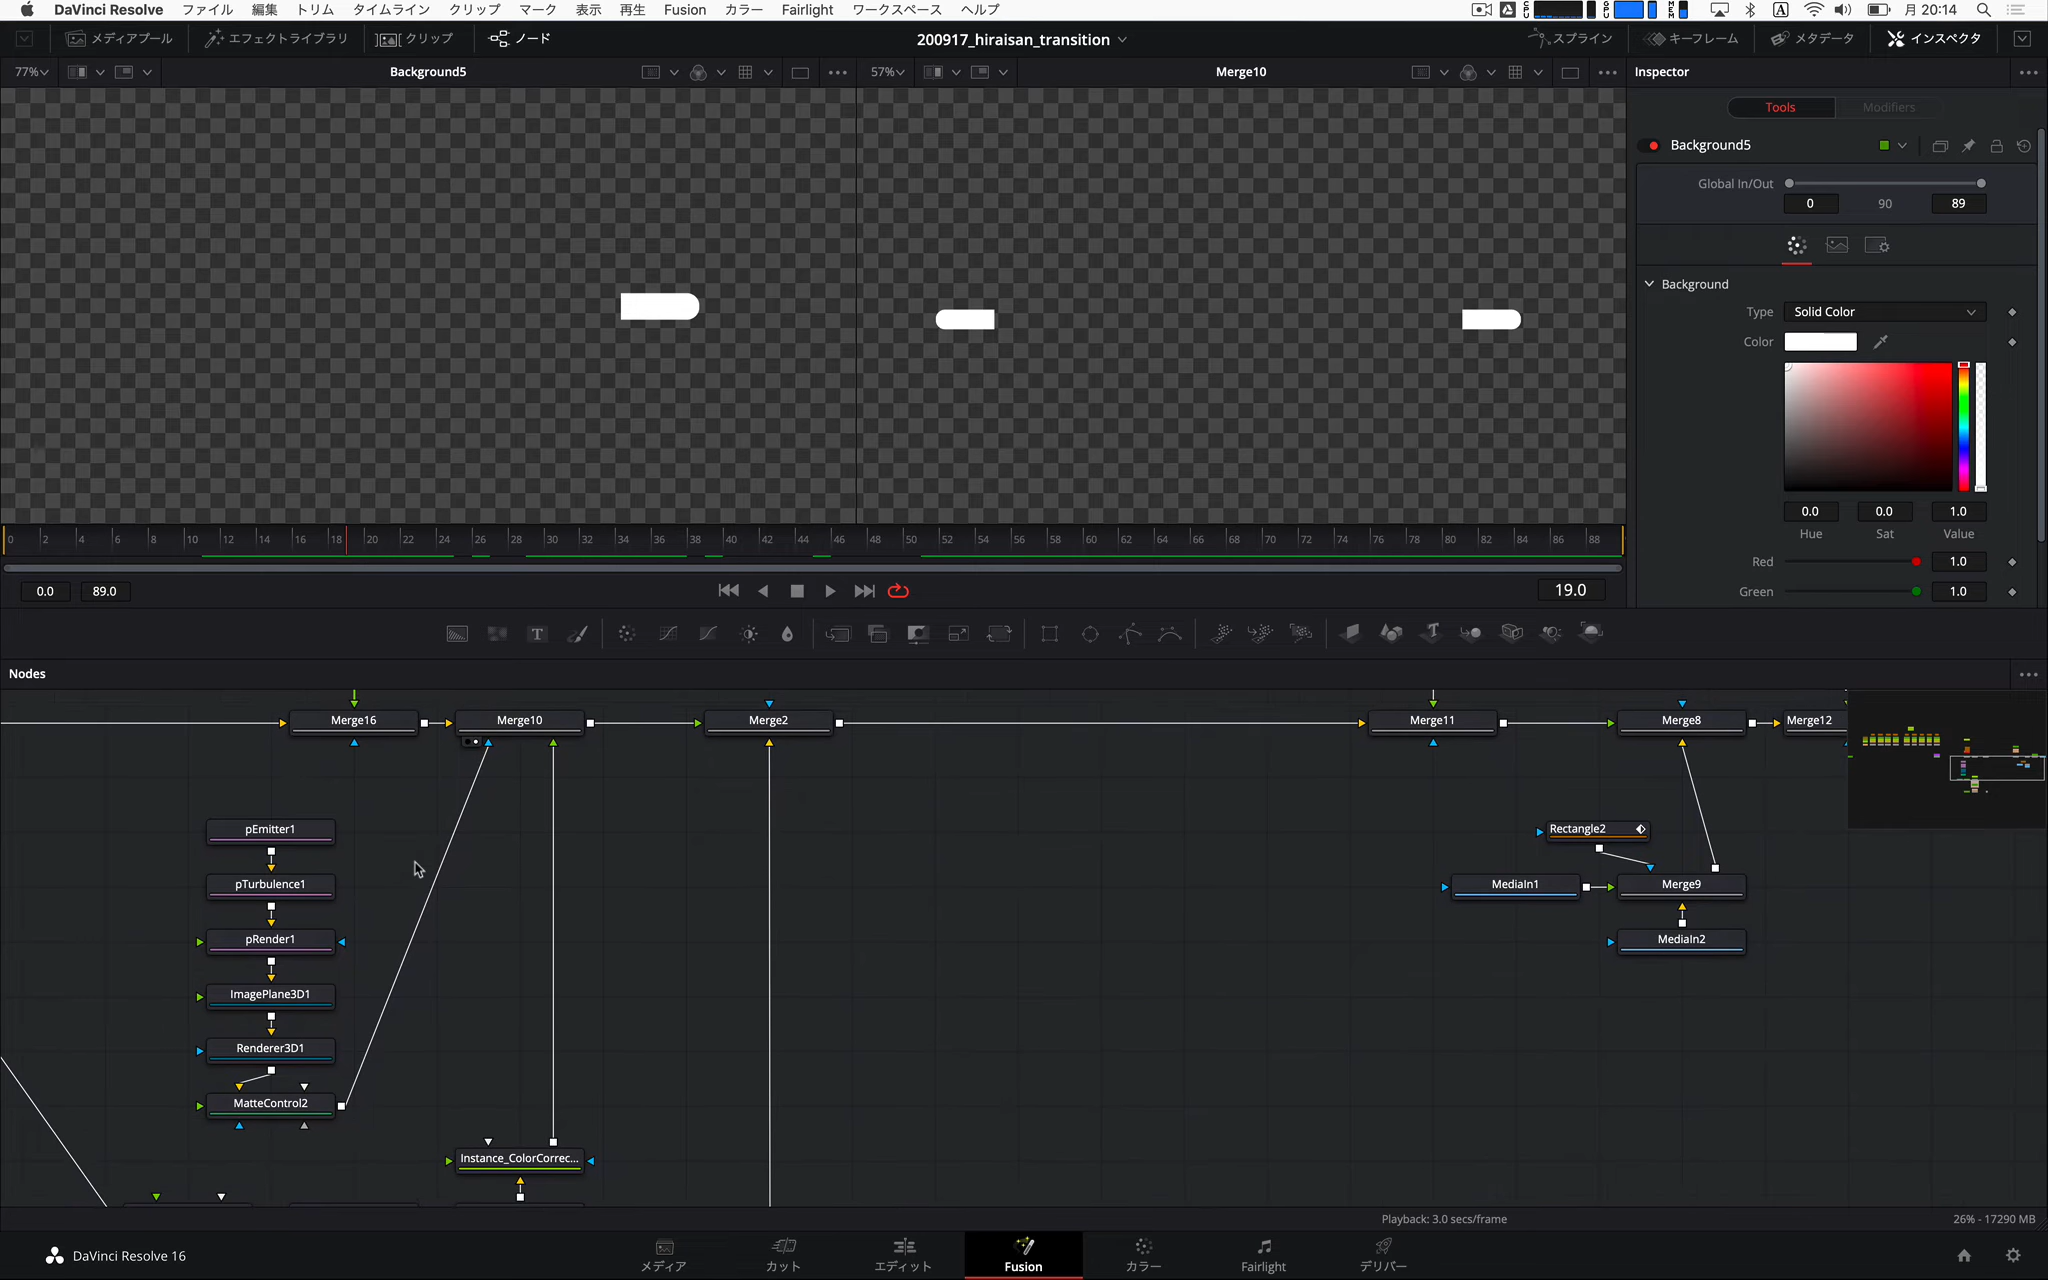 DaVinci Resolve ファイル 編集 トリム タイムライン クリップ マーク 表示 再生 Fusion カラー Fairlight ワークスペース ヘルプ 月 20:14
メディアプール エフェクトライブラリ クリップ ノード 200917_hiraisan_transition スプライン キーフレーム メタデータ インスペクタ
77% Background5 57% Merge10 Inspector
Tools Modifiers
Background5
Global In/Out
0 90 89
Background
Type Solid Color
Color
0.0 0.0 1.0
Hue Sat Value
Red 1.0
Green 1.0
0 2 4 6 8 10 12 14 16 18 20 22 24 26 28 30 32 34 36 38 40 42 44 46 48 50 52 54 56 58 60 62 64 66 68 70 72 74 76 78 80 82 84 86 88
0.0 89.0 19.0
Nodes
Merge16 Merge10 Merge2 Merge11 Merge8 Merge12
pEmitter1 Rectangle2
pTurbulence1 MediaIn1 Merge9
pRender1 MediaIn2
ImagePlane3D1
Renderer3D1
MatteControl2
Instance_ColorCorrec...
Playback: 3.0 secs/frame 26% - 17290 MB
DaVinci Resolve 16 メディア カット エディット Fusion カラー Fairlight デリバー